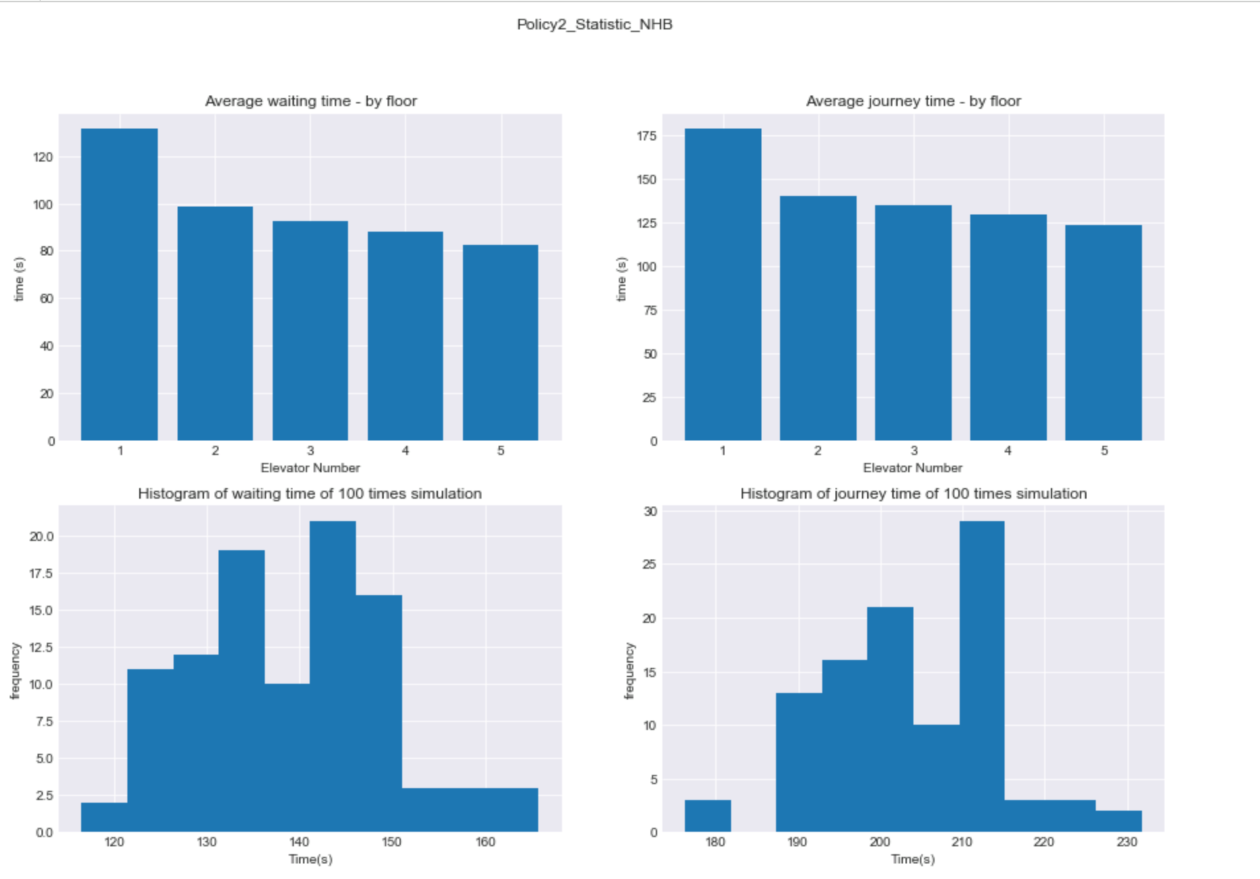 Policy2_Statistic_NHB
Average waiting time - by floor
time (s)
120
100
80
60
40
20
0
1 2 3 4 5
Elevator Number
Average journey time - by floor
time (s)
175
150
125
100
75
50
25
0
1 2 3 4 5
Elevator Number
Histogram of waiting time of 100 times simulation
frequency
20.0
17.5
15.0
12.5
10.0
7.5
5.0
2.5
0.0
120 130 140 150 160
Time(s)
Histogram of journey time of 100 times simulation
frequency
30
25
20
15
10
5
0
180 190 200 210 220 230
Time(s)